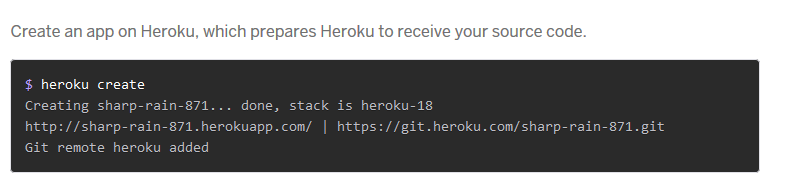 Create an app on Heroku, which prepares Heroku to receive your source code.
$ heroku create
Creating sharp-rain-871... done, stack is heroku-18
http://sharp-rain-871.herokuapp.com/ | https://git.heroku.com/sharp-rain-871.git
Git remote heroku added